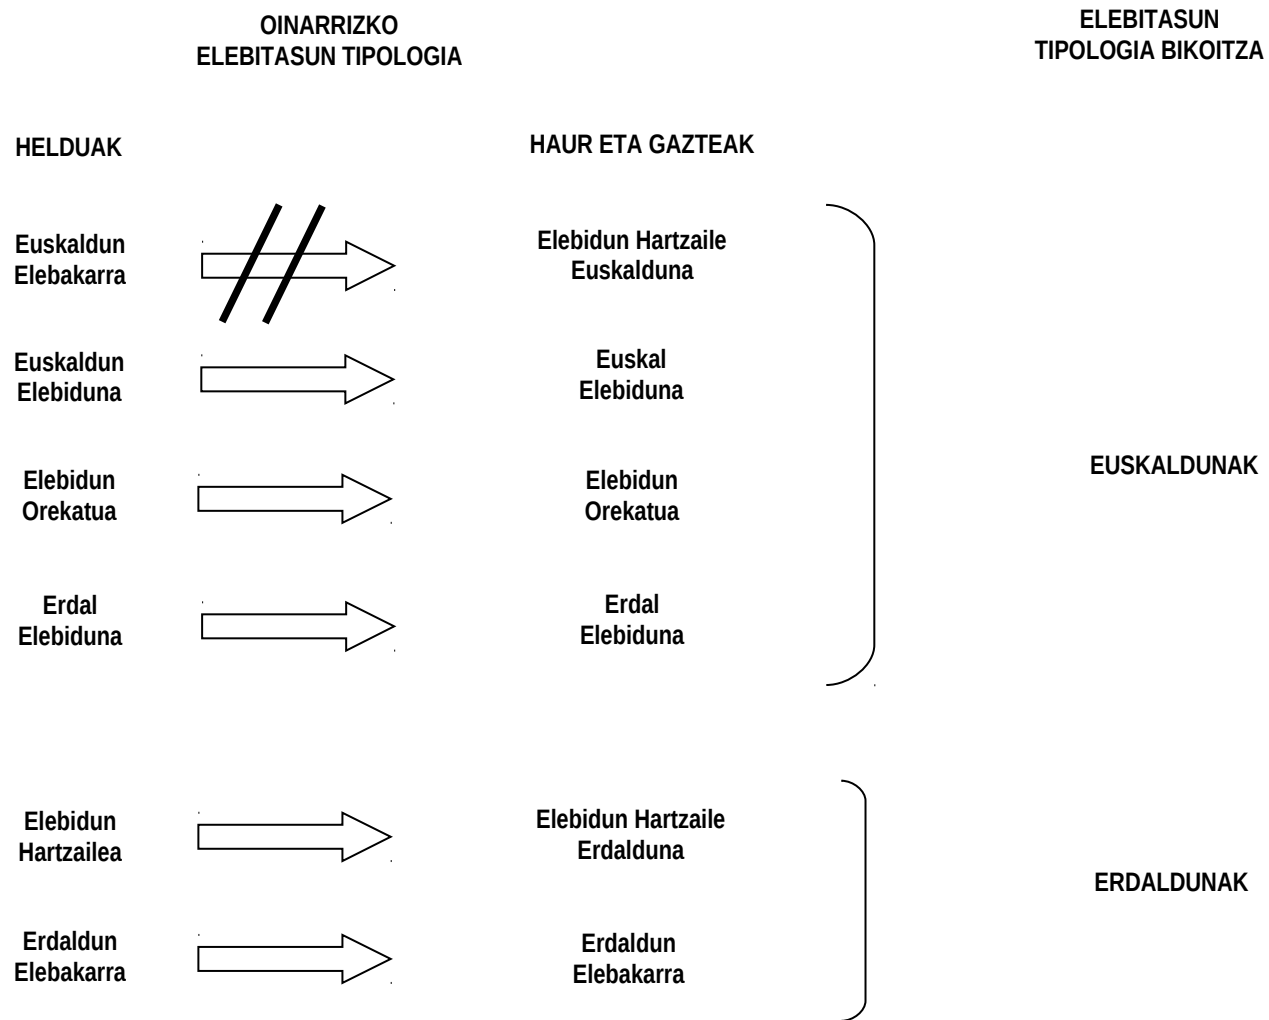 OINARRIZKO
ELEBITASUN TIPOLOGIA
ELEBITASUN
TIPOLOGIA BIKOITZA
HELDUAK
HAUR ETA GAZTEAK
Euskaldun
Elebakarra
Elebidun Hartzaile
Euskalduna
Euskaldun
Elebiduna
Euskal
Elebiduna
Elebidun
Orekatua
Elebidun
Orekatua
EUSKALDUNAK
Erdal
Elebiduna
Erdal
Elebiduna
Elebidun
Hartzailea
Elebidun Hartzaile
Erdalduna
ERDALDUNAK
Erdaldun
Elebakarra
Erdaldun
Elebakarra